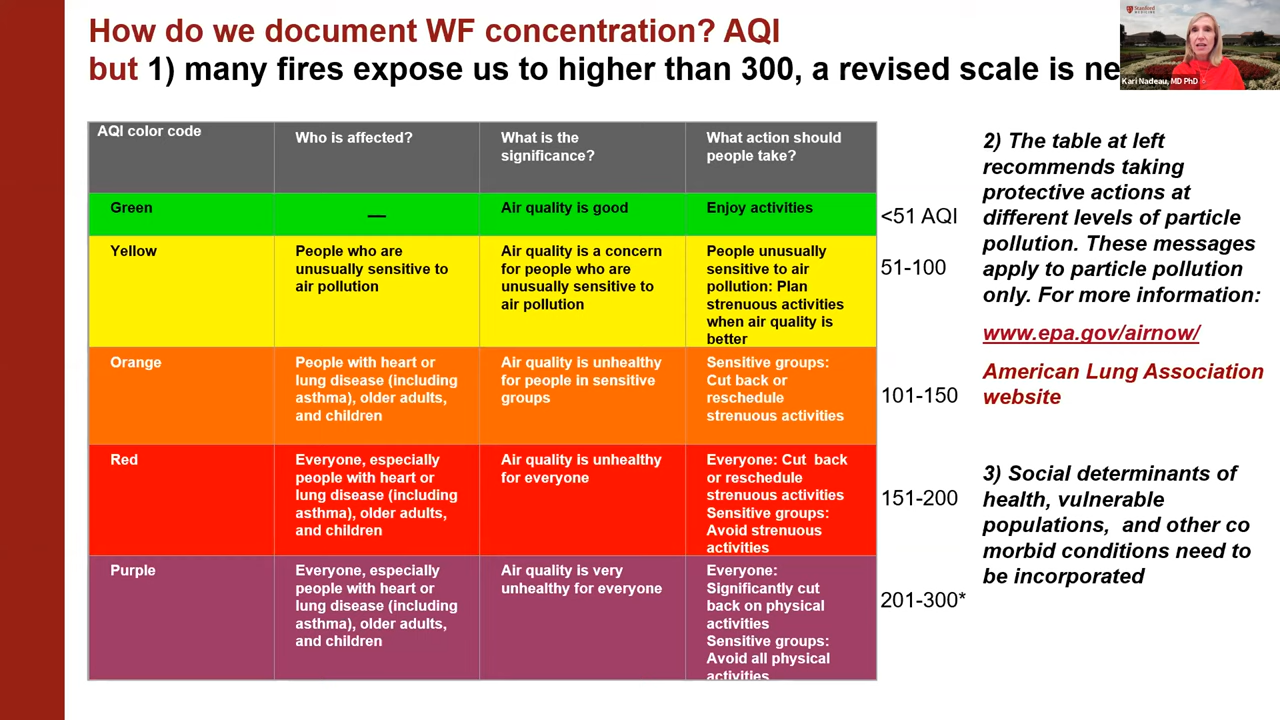 How do we document WF concentration? AQI
but 1) many fires expose us to higher than 300, a revised scale is ne
Stanford
MEDICINE
Kari Nadeau, MD PhD
AQI color code
Who is affected?
What is the
significance?
What action should
people take?
Green
—
Air quality is good
Enjoy activities
<51 AQI
Yellow
People who are
unusually sensitive to
air pollution
Air quality is a concern
for people who are
unusually sensitive to
air pollution
People unusually
sensitive to air
pollution: Plan
strenuous activities
when air quality is
better
51-100
Orange
People with heart or
lung disease (including
asthma), older adults,
and children
Air quality is unhealthy
for people in sensitive
groups
Sensitive groups:
Cut back or
reschedule
strenuous activities
101-150
Red
Everyone, especially
people with heart or
lung disease (including
asthma), older adults,
and children
Air quality is unhealthy
for everyone
Everyone: Cut back
or reschedule
strenuous activities
Sensitive groups:
Avoid strenuous
activities
151-200
Purple
Everyone, especially
people with heart or
lung disease (including
asthma), older adults,
and children
Air quality is very
unhealthy for everyone
Everyone:
Significantly cut
back on physical
activities
Sensitive groups:
Avoid all physical
activities
201-300*
2) The table at left
recommends taking
protective actions at
different levels of particle
pollution. These messages
apply to particle pollution
only. For more information:
www.epa.gov/airnow/
American Lung Association
website
3) Social determinants of
health, vulnerable
populations, and other co
morbid conditions need to
be incorporated